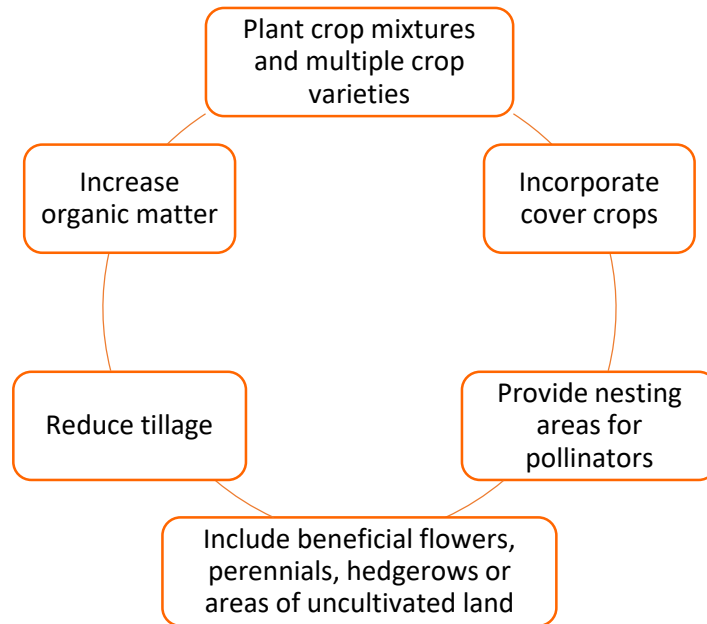 Plant crop mixtures
and multiple crop
varieties
Incorporate
cover crops
Provide nesting
areas for
pollinators
Include beneficial flowers,
perennials, hedgerows or
areas of uncultivated land
Reduce tillage
Increase
organic matter